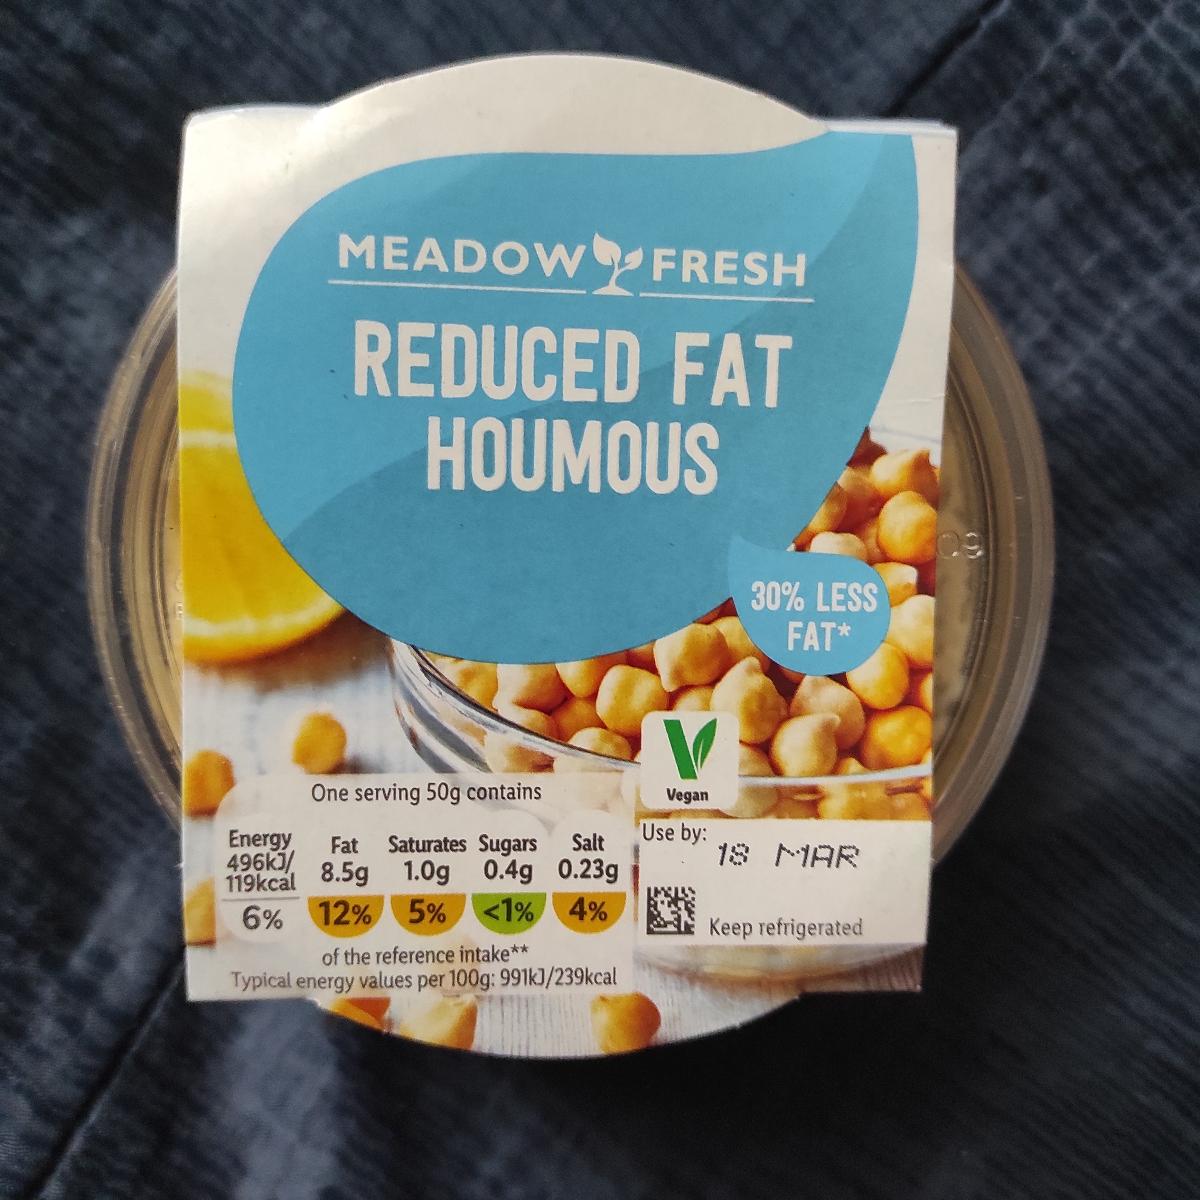 MEADOW FRESH
REDUCED FAT
HOUMOUS
30% LESS
FAT*
Vegan
One serving 50g contains
Energy
496kJ/
119kcal
6%
Fat
8.5g
12%
Saturates
1.0g
5%
Sugars
0.4g
<1%
Salt
0.23g
4%
of the reference intake**
Typical energy values per 100g: 991kJ/239kcal
Use by:
18 MAR
Keep refrigerated
09